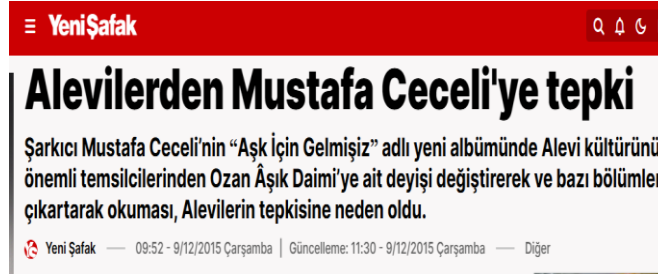 YeniŞafak
Alevilerden Mustafa Ceceli'ye tepki
Şarkıcı Mustafa Ceceli'nin “Aşk İçin Gelmişiz” adlı yeni albümünde Alevi kültürünü
önemli temsilcilerinden Ozan Âşık Daimi'ye ait deyişi değiştirerek ve bazı bölümler
çıkartarak okuması, Alevilerin tepkisine neden oldu.
Yeni Şafak — 09:52 - 9/12/2015 Çarşamba | Güncelleme: 11:30 - 9/12/2015 Çarşamba — Diğer